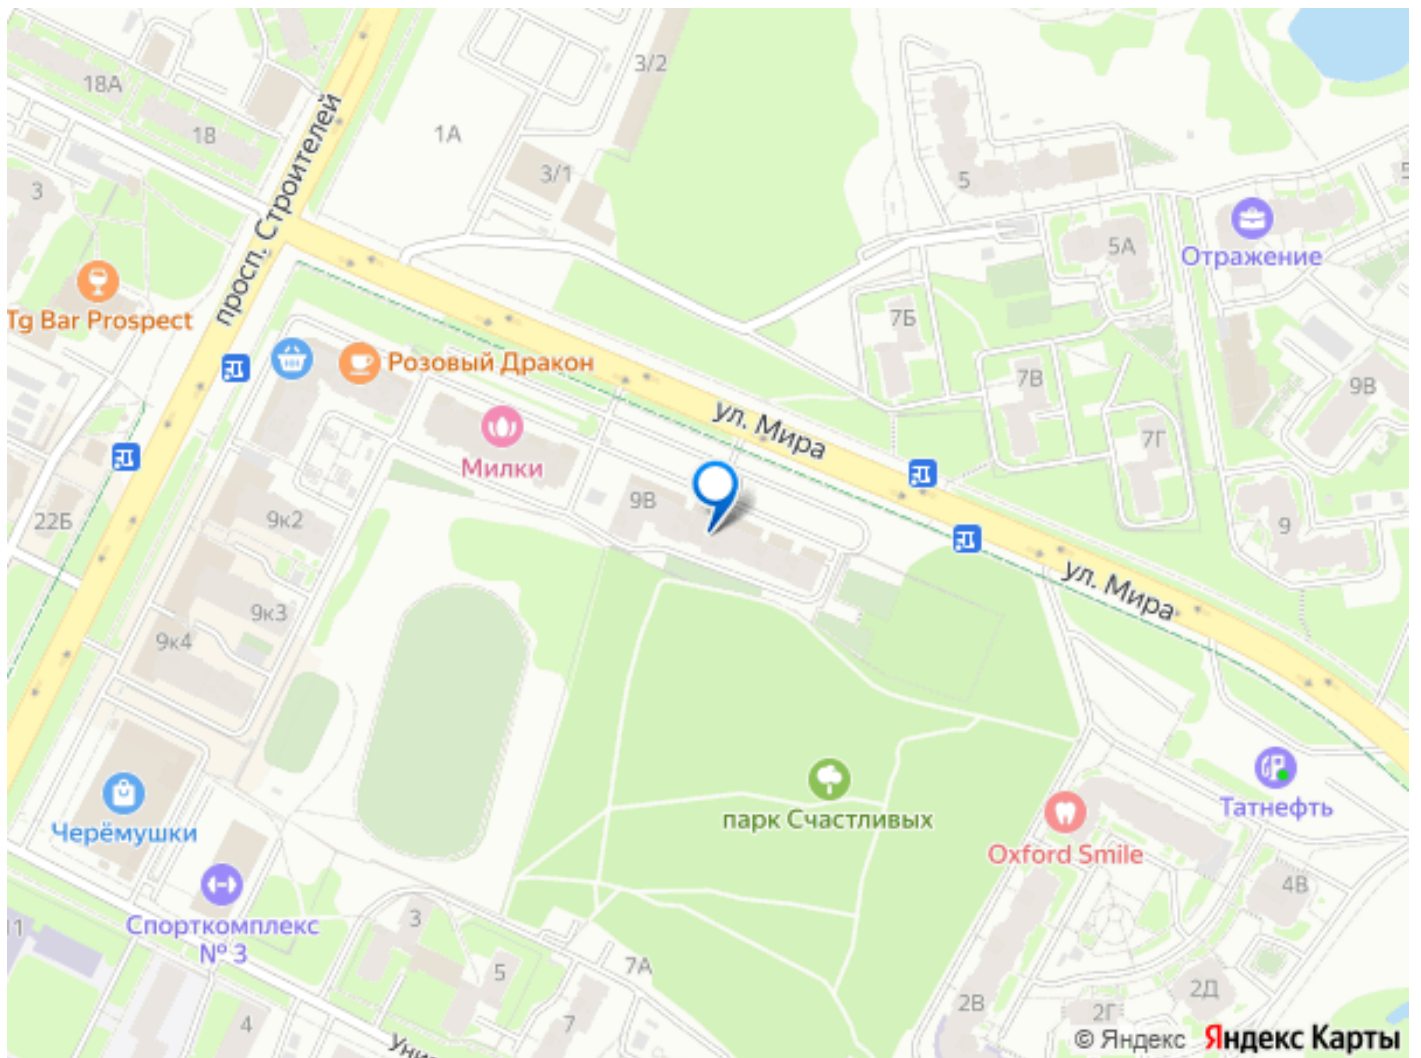 18А
18
3
просп. Строителей
1А
3/2
3/1
5
5А
Отражение
Tg Bar Prospect
Розовый Дракон
7Б
7В
9В
ул. Мира
7Г
Милки
9В
22Б
9к2
9
ул. Мира
9к3
9к4
Черёмушки
парк Счастливых
Татнефть
Oxford Smile
4В
Спорткомплекс
№ 3
11
3
5
7А
4
7
Уни
2В
2Г
2Д
© Яндекс Яндекс Карты